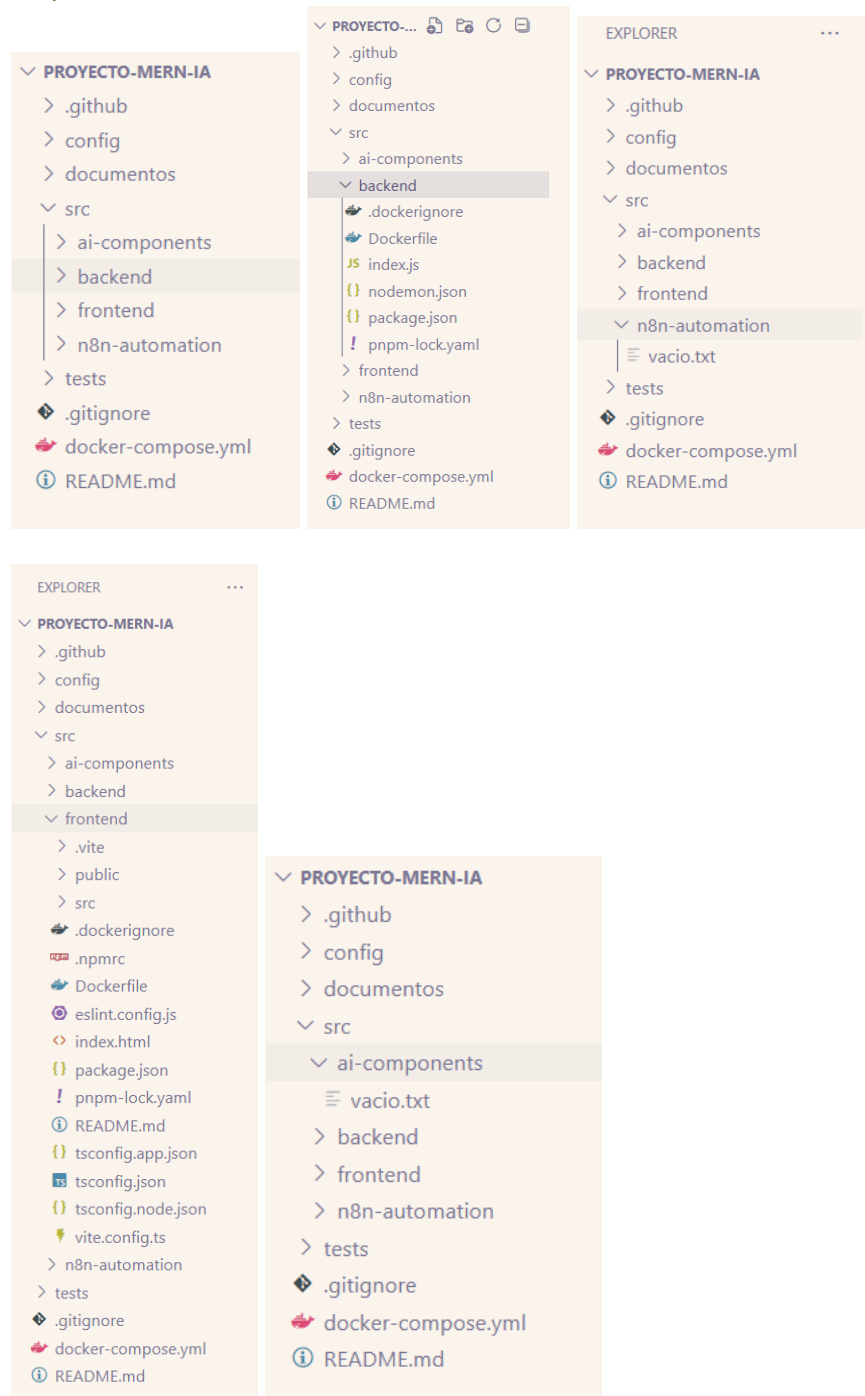 PROYECTO-MERN-IA
.github
config
documentos
src
ai-components
backend
frontend
n8n-automation
tests
.gitignore
docker-compose.yml
README.md
PROYECTO-...
.github
config
documentos
src
ai-components
backend
.dockerignore
Dockerfile
JS index.js
{} nodemon.json
{} package.json
! pnpm-lock.yaml
frontend
n8n-automation
tests
.gitignore
docker-compose.yml
README.md
EXPLORER ...
PROYECTO-MERN-IA
.github
config
documentos
src
ai-components
backend
frontend
n8n-automation
vacio.txt
tests
.gitignore
docker-compose.yml
README.md
EXPLORER ...
PROYECTO-MERN-IA
.github
config
documentos
src
ai-components
backend
frontend
.vite
public
src
.dockerignore
.npmrc
Dockerfile
eslint.config.js
<> index.html
{} package.json
! pnpm-lock.yaml
README.md
{} tsconfig.app.json
TS tsconfig.json
{} tsconfig.node.json
vite.config.ts
n8n-automation
tests
.gitignore
docker-compose.yml
README.md
PROYECTO-MERN-IA
.github
config
documentos
src
ai-components
vacio.txt
backend
frontend
n8n-automation
tests
.gitignore
docker-compose.yml
README.md